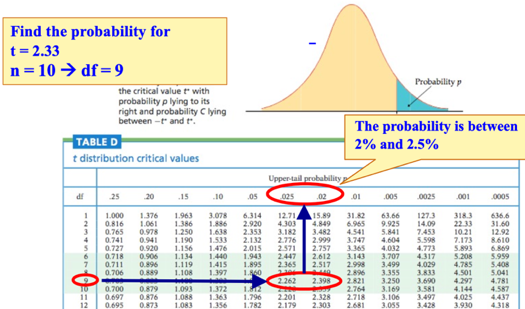 Find the probability for
t = 2.33
n = 10 → df = 9
the critical value t* with
probability p lying to its
right and probability C lying
between −t* and t*.
Probability p
The probability is between
2% and 2.5%
TABLE D
t distribution critical values
Upper-tail probability p
df .25 .20 .15 .10 .05 .025 .02 .01 .005 .0025 .001 .0005
1 1.000 1.376 1.963 3.078 6.314 12.71 15.89 31.82 63.66 127.3 318.3 636.6
2 0.816 1.061 1.386 1.886 2.920 4.303 4.849 6.965 9.925 14.09 22.33 31.60
3 0.765 0.978 1.250 1.638 2.353 3.182 3.482 4.541 5.841 7.453 10.21 12.92
4 0.741 0.941 1.190 1.533 2.132 2.776 2.999 3.747 4.604 5.598 7.173 8.610
5 0.727 0.920 1.156 1.476 2.015 2.571 2.757 3.365 4.032 4.773 5.893 6.869
6 0.718 0.906 1.134 1.440 1.943 2.447 2.612 3.143 3.707 4.317 5.208 5.959
7 0.711 0.896 1.119 1.415 1.895 2.365 2.517 2.998 3.499 4.029 4.785 5.408
8 0.706 0.889 1.108 1.397 1.860 2.896 3.355 3.833 4.501 5.041
9 2.262 2.398 2.821 3.250 3.690 4.297 4.781
10 0.700 0.879 1.093 1.372 1.812 2.764 3.169 3.581 4.144 4.587
11 0.697 0.876 1.088 1.363 1.796 2.201 2.328 2.718 3.106 3.497 4.025 4.437
12 0.695 0.873 1.083 1.356 1.782 2.179 2.303 2.681 3.055 3.428 3.930 4.318